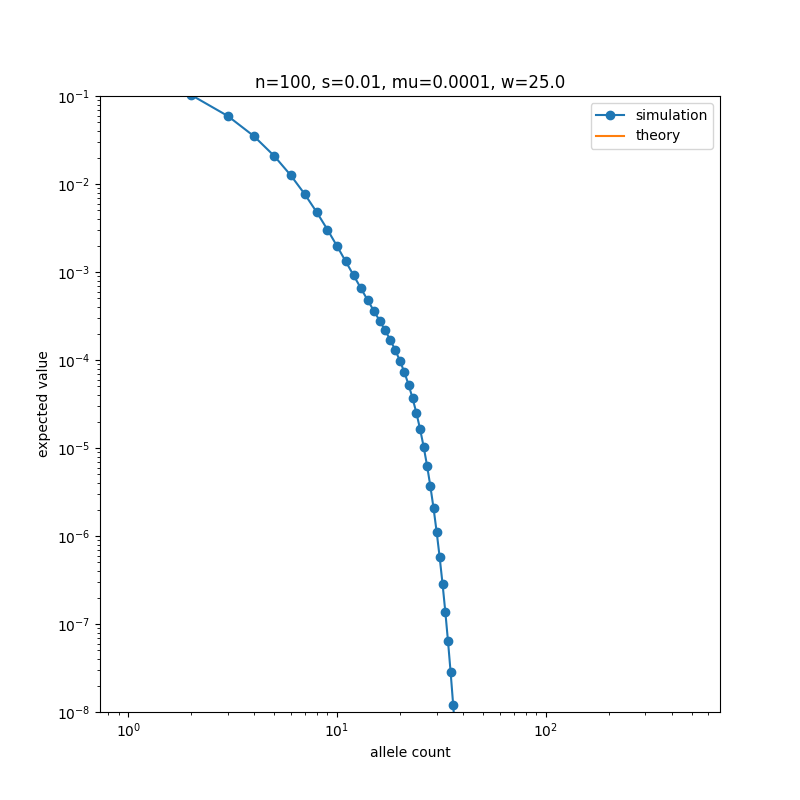 n=100, s=0.01, mu=0.0001, w=25.0
simulation
theory
10⁻¹
10⁻²
10⁻³
10⁻⁴
10⁻⁵
10⁻⁶
10⁻⁷
10⁻⁸
expected value
10⁰ 10¹ 10²
allele count